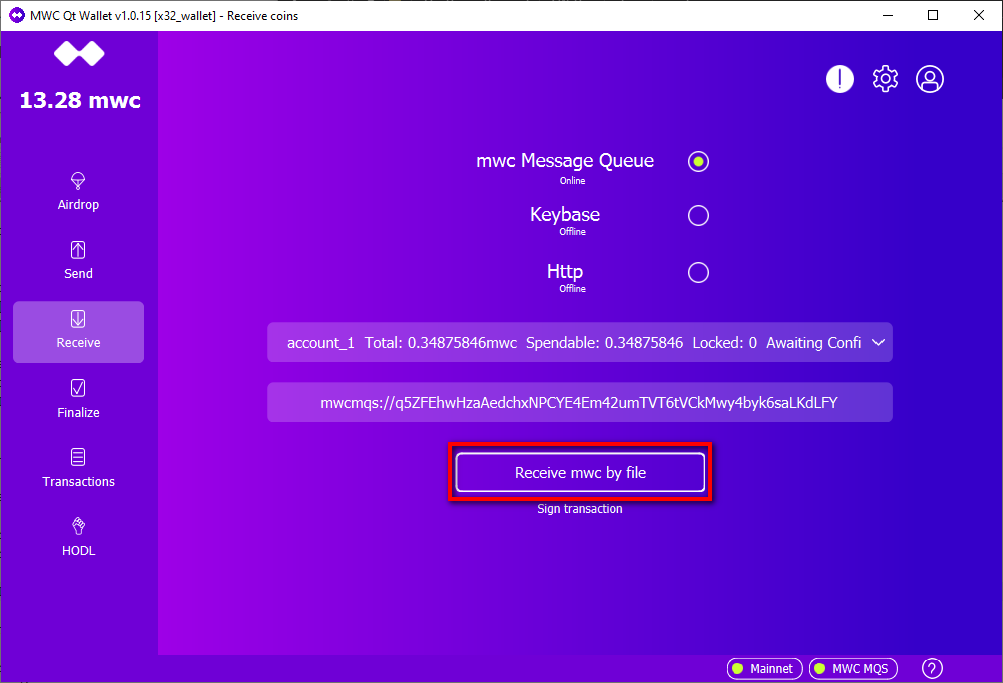 MWC Qt Wallet v1.0.15 [x32_wallet] - Receive coins
13.28 mwc
Airdrop
Send
Receive
Finalize
Transactions
HODL
mwc Message Queue
Online
Keybase
Offline
Http
Offline
account_1 Total: 0.34875846mwc Spendable: 0.34875846 Locked: 0 Awaiting Confi
mwcmqs://q5ZFEhwHzaAedchxNPCYE4Em42umTVT6tVCkMwy4byk6saLKdLFY
Receive mwc by file
Sign transaction
Mainnet
MWC MQS
?